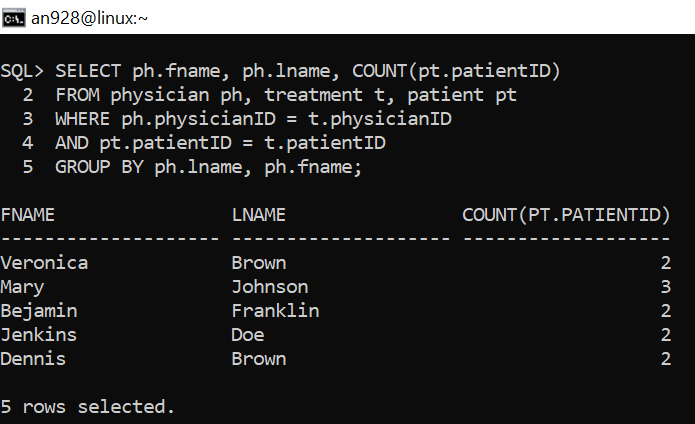 an928@linux:~
SQL> SELECT ph.fname, ph.lname, COUNT(pt.patientID)
  2  FROM physician ph, treatment t, patient pt
  3  WHERE ph.physicianID = t.physicianID
  4  AND pt.patientID = t.patientID
  5  GROUP BY ph.lname, ph.fname;
FNAME                LNAME                COUNT(PT.PATIENTID)
-------------------- -------------------- -------------------
Veronica             Brown                                  2
Mary                 Johnson                                3
Bejamin              Franklin                               2
Jenkins              Doe                                    2
Dennis               Brown                                  2
5 rows selected.